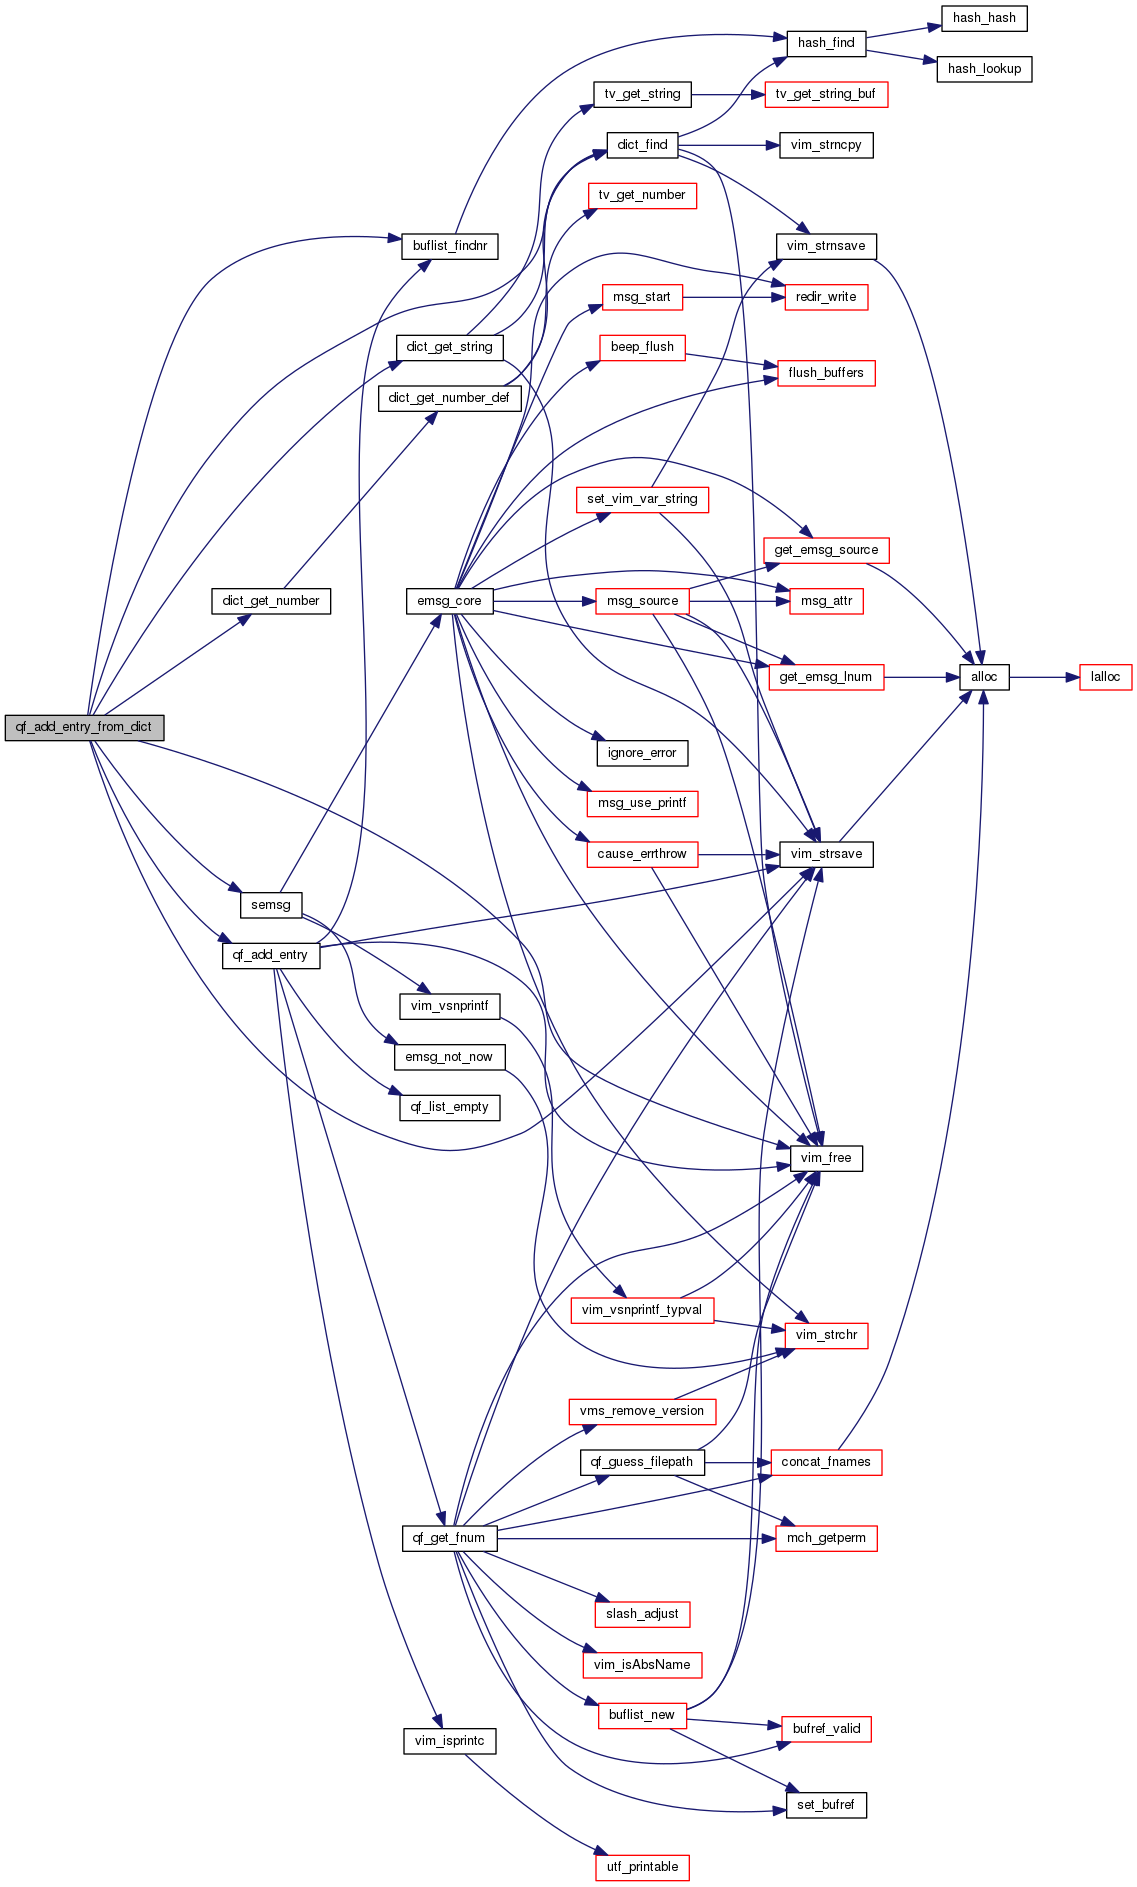 hash_hash
hash_find
hash_lookup
tv_get_string
tv_get_string_buf
dict_find
vim_strncpy
tv_get_number
buflist_findnr
vim_strnsave
msg_start
redir_write
dict_get_string
beep_flush
flush_buffers
dict_get_number_def
set_vim_var_string
get_emsg_source
dict_get_number
emsg_core
msg_source
msg_attr
get_emsg_lnum
alloc
lalloc
qf_add_entry_from_dict
ignore_error
msg_use_printf
cause_errthrow
vim_strsave
semsg
qf_add_entry
vim_vsnprintf
emsg_not_now
qf_list_empty
vim_free
vim_vsnprintf_typval
vim_strchr
vms_remove_version
qf_guess_filepath
concat_fnames
qf_get_fnum
mch_getperm
slash_adjust
vim_isAbsName
buflist_new
bufref_valid
vim_isprintc
set_bufref
utf_printable